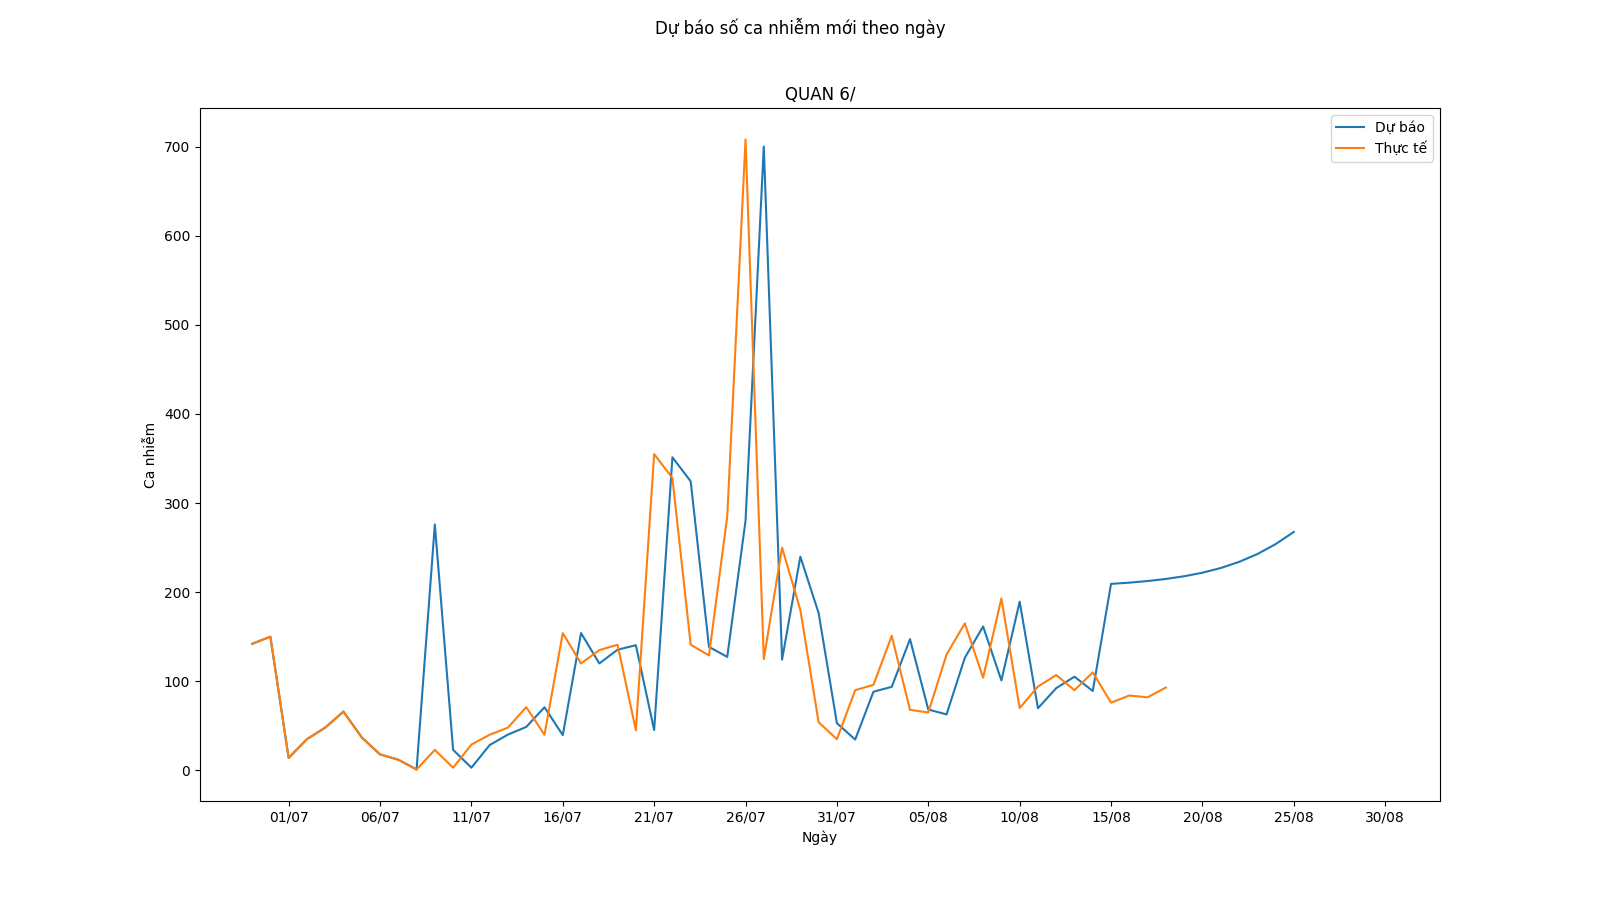 Dự báo số ca nhiễm mới theo ngày
QUAN 6/
Dự báo
Thực tế
700
600
500
400
300
200
100
0
Ca nhiễm
01/07 06/07 11/07 16/07 21/07 26/07 31/07 05/08 10/08 15/08 20/08 25/08 30/08
Ngày